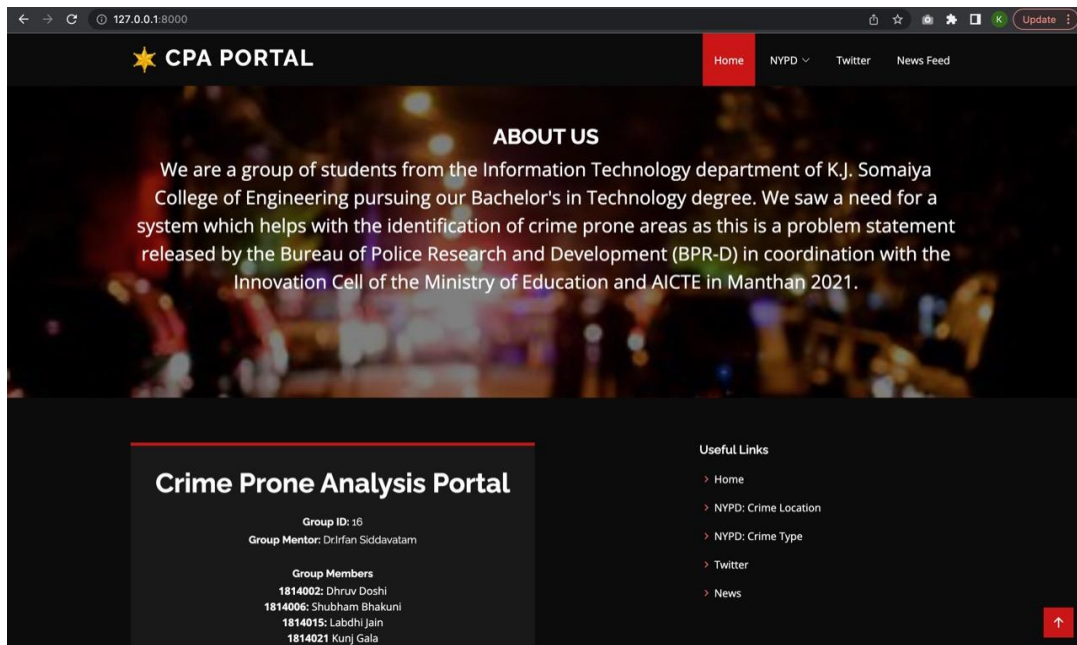 127.0.0.1:8000
K
Update
CPA PORTAL
Home
NYPD
Twitter
News Feed
ABOUT US
We are a group of students from the Information Technology department of K.J. Somaiya
College of Engineering pursuing our Bachelor's in Technology degree. We saw a need for a
system which helps with the identification of crime prone areas as this is a problem statement
released by the Bureau of Police Research and Development (BPR-D) in coordination with the
Innovation Cell of the Ministry of Education and AICTE in Manthan 2021.
Crime Prone Analysis Portal
Group ID: 16
Group Mentor: Dr.Irfan Siddavatam
Group Members
1814002: Dhruv Doshi
1814006: Shubham Bhakuni
1814015: Labdhi Jain
1814021 Kunj Gala
Useful Links
Home
NYPD: Crime Location
NYPD: Crime Type
Twitter
News